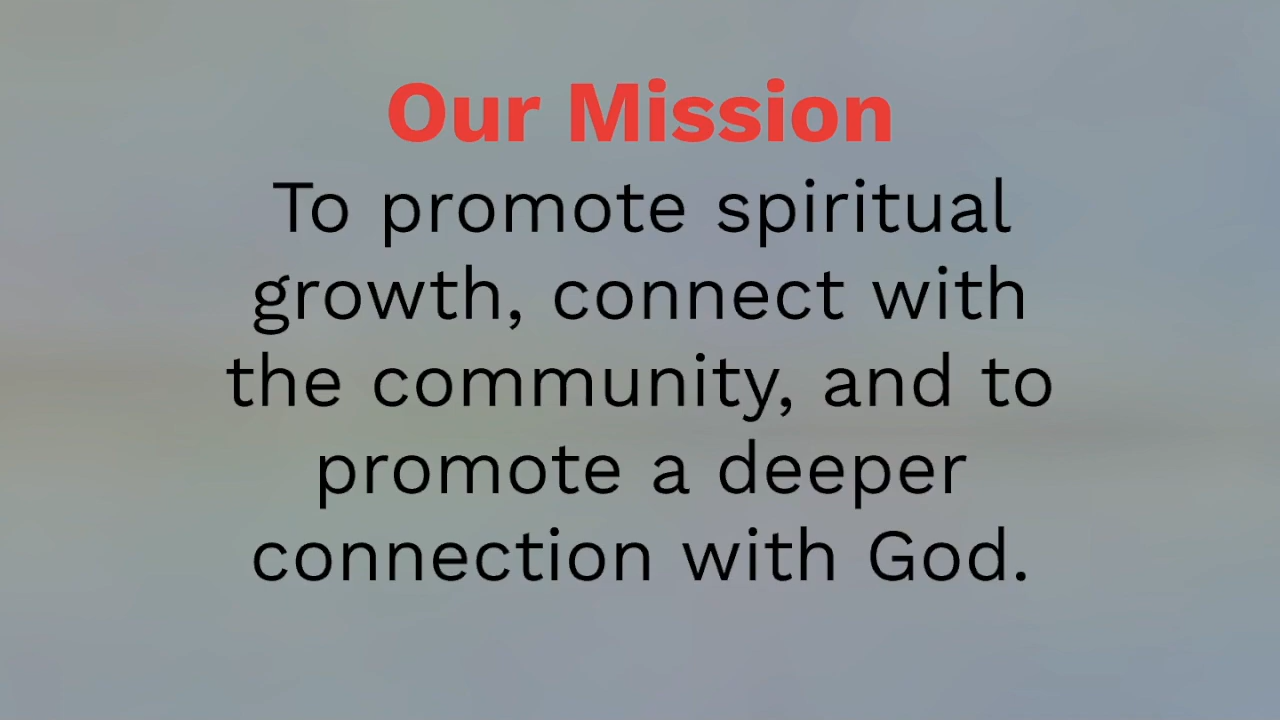 Our Mission
To promote spiritual
growth, connect with
the community, and to
promote a deeper
connection with God.